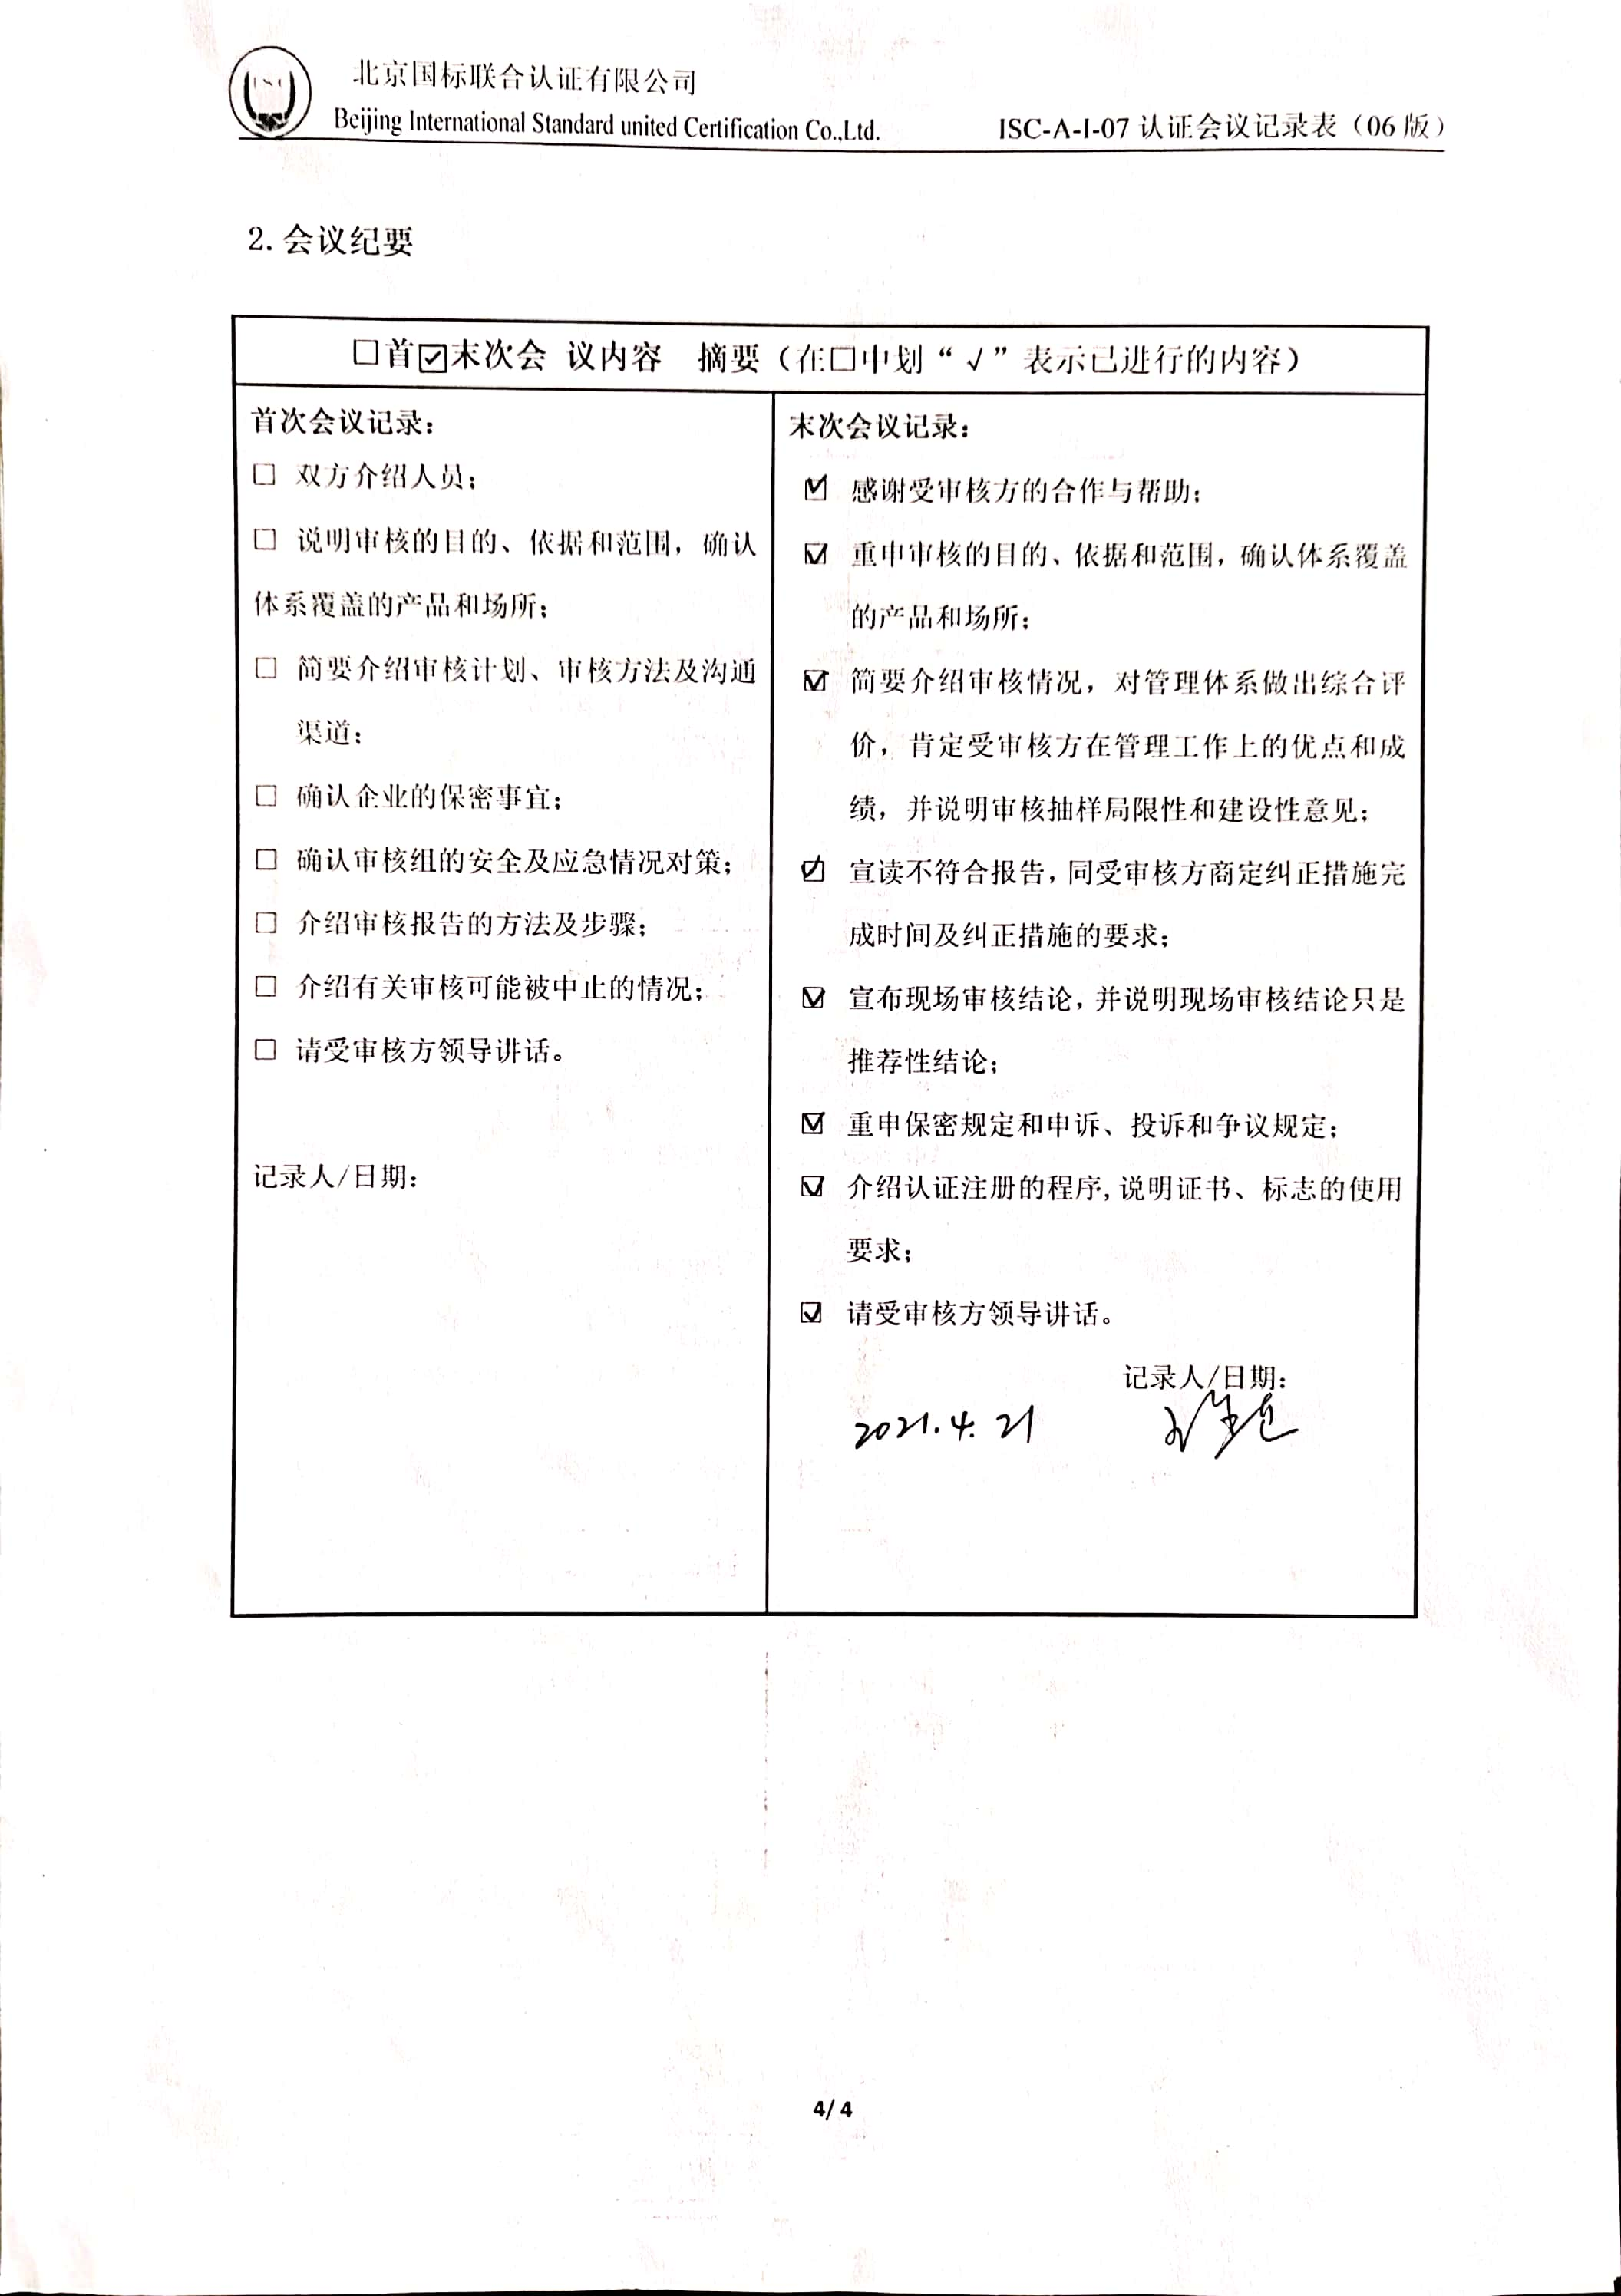 北京国标联合认证有限公司
Beijing International Standard united Certification Co.,Ltd.
ISC-A-I-07 认证会议记录表（06 版）
2. 会议纪要
□首☑末次会 议内容 摘要（在□中划“√”表示已进行的内容）
首次会议记录：
□ 双方介绍人员；
□ 说明审核的目的、依据和范围，确认
体系覆盖的产品和场所；
□ 简要介绍审核计划、审核方法及沟通
渠道；
□ 确认企业的保密事宜；
□ 确认审核组的安全及应急情况对策；
□ 介绍审核报告的方法及步骤；
□ 介绍有关审核可能被中止的情况；
□ 请受审核方领导讲话。
记录人/日期：
末次会议记录：
☑ 感谢受审核方的合作与帮助；
☑ 重申审核的目的、依据和范围，确认体系覆盖
的产品和场所；
☑ 简要介绍审核情况，对管理体系做出综合评
价，肯定受审核方在管理工作上的优点和成
绩，并说明审核抽样局限性和建设性意见；
☑ 宣读不符合报告，同受审核方商定纠正措施完
成时间及纠正措施的要求；
☑ 宣布现场审核结论，并说明现场审核结论只是
推荐性结论；
☑ 重申保密规定和申诉、投诉和争议规定；
☑ 介绍认证注册的程序，说明证书、标志的使用
要求；
☑ 请受审核方领导讲话。
记录人/日期：
2021.4.21
4/ 4